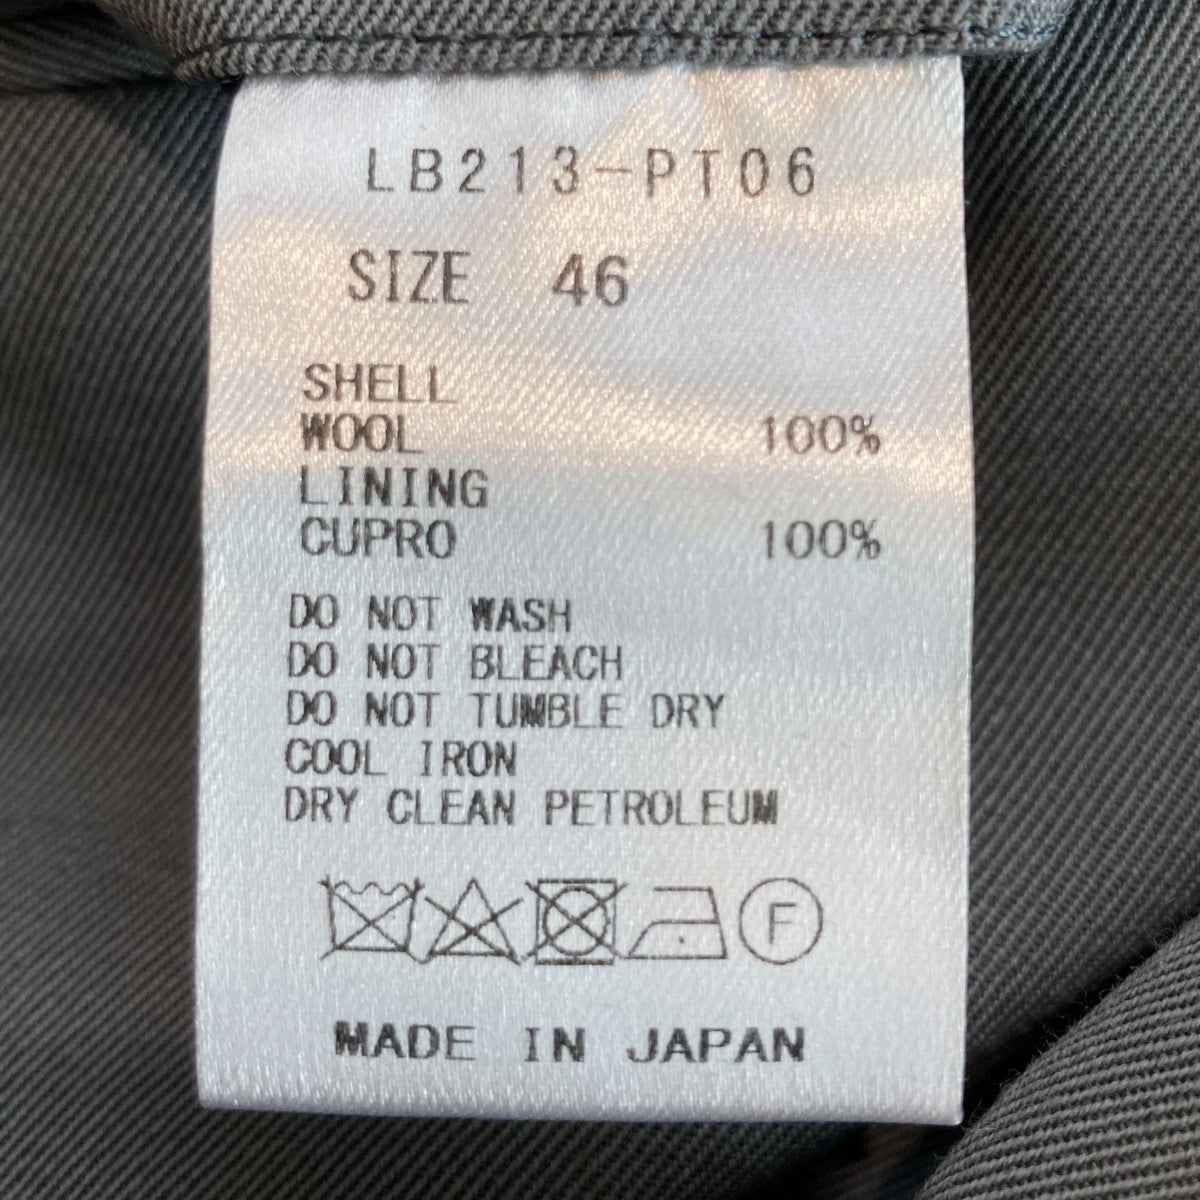 LB213-PT06
SIZE 46
SHELL
WOOL 100%
LINING
CUPRO 100%
DO NOT WASH
DO NOT BLEACH
DO NOT TUMBLE DRY
COOL IRON
DRY CLEAN PETROLEUM
F
MADE IN JAPAN